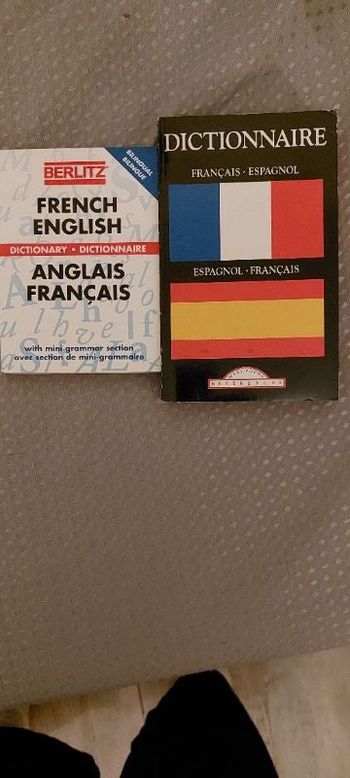 BERLITZ
BILINGUAL
BILINGUE
FRENCH
ENGLISH
DICTIONARY • DICTIONNAIRE
ANGLAIS
FRANÇAIS
with mini grammar section
avec section de mini-grammaire
DICTIONNAIRE
FRANÇAIS · ESPAGNOL
ESPAGNOL · FRANÇAIS
RÉFÉRENCES